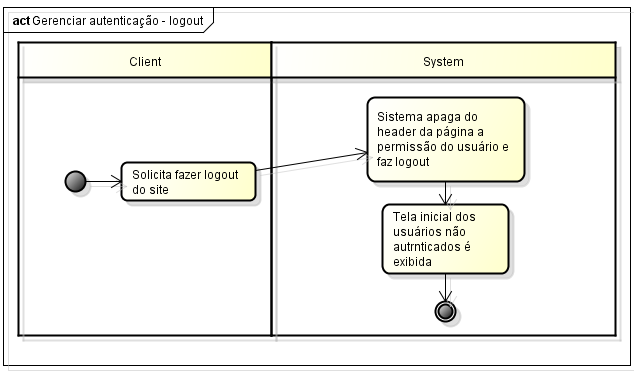 act Gerenciar autenticação - logout
Client
System
Solicita fazer logout
do site
Sistema apaga do
header da página a
permissão do usuário e
faz logout
Tela inicial dos
usuários não
autrnticados é
exibida